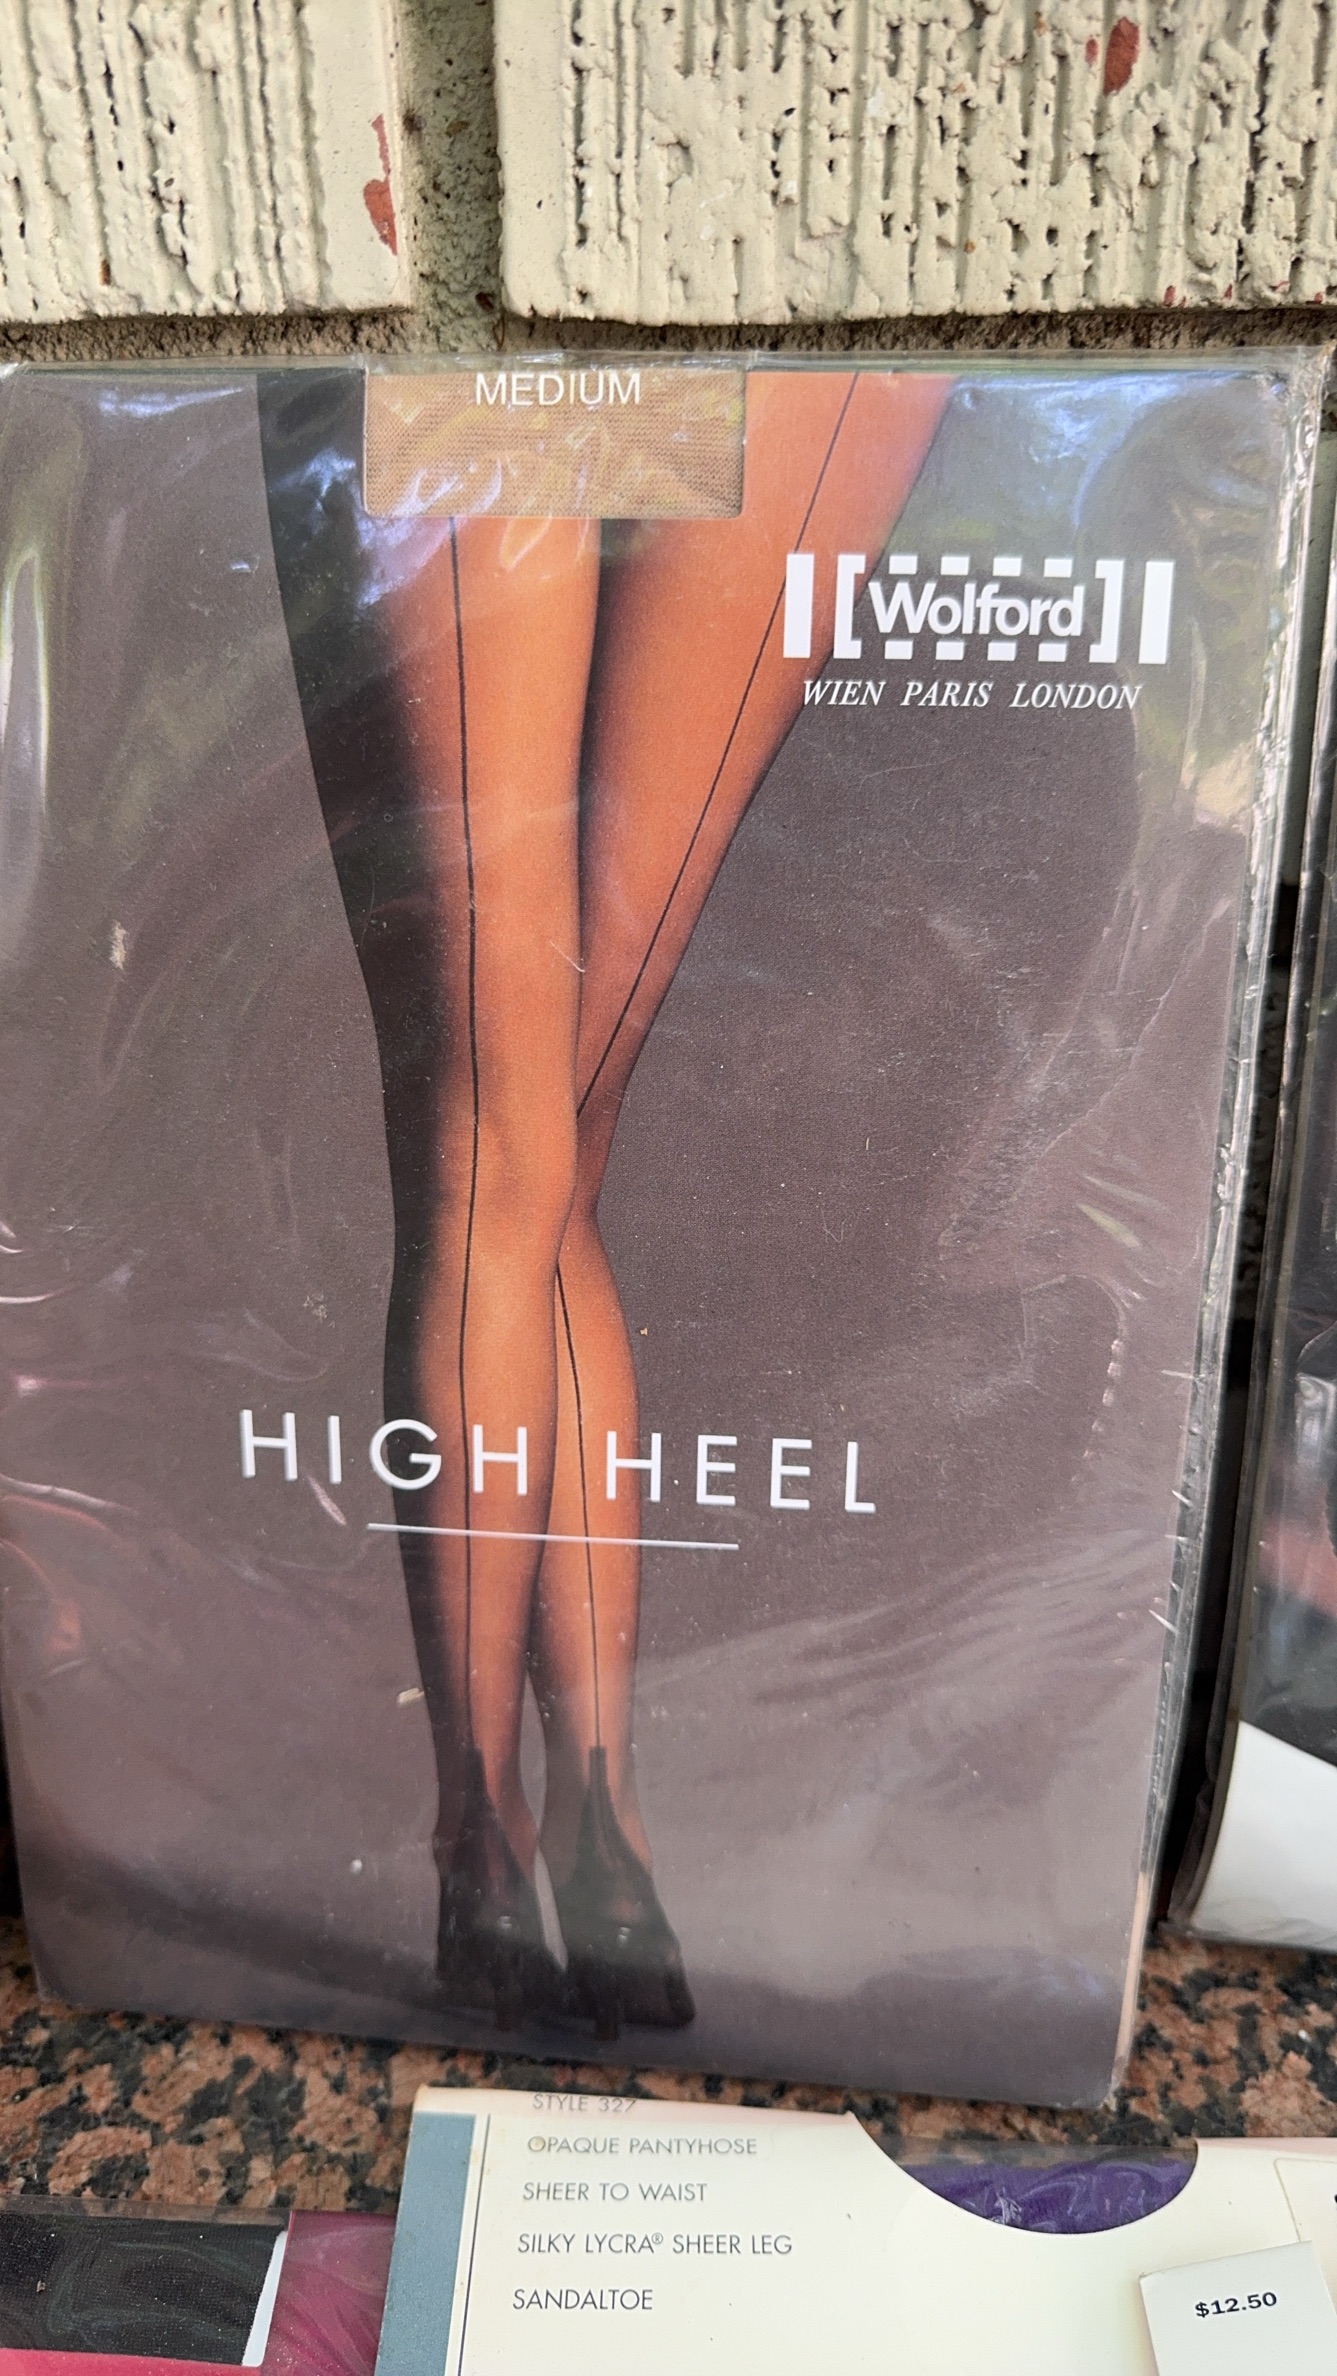 MEDIUM
Wolford
WIEN PARIS LONDON
HIGH HEEL
STYLE 327
OPAQUE PANTYHOSE
SHEER TO WAIST
SILKY LYCRA® SHEER LEG
SANDALTOE
$12.50